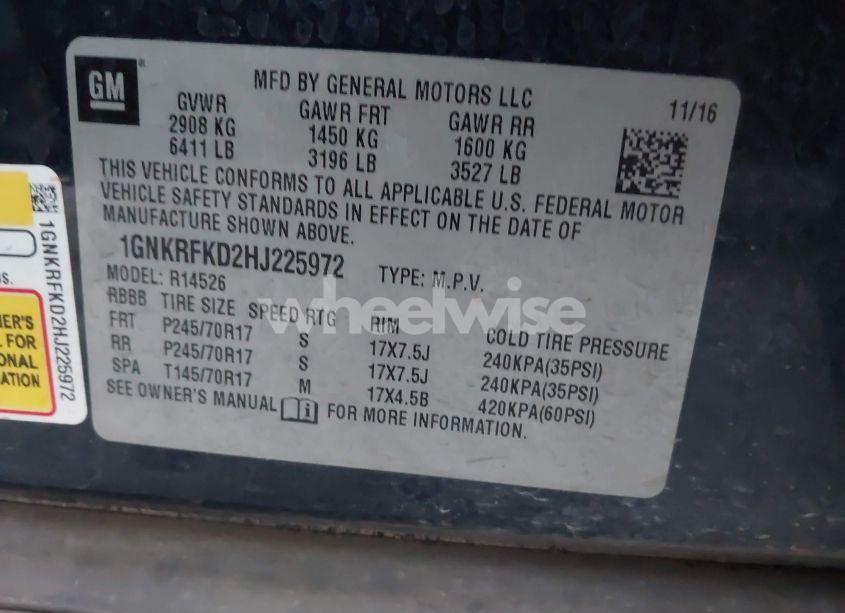 GM
MFD BY GENERAL MOTORS LLC
11/16
GVWR GAWR FRT GAWR RR
2908 KG 1450 KG 1600 KG
6411 LB 3196 LB 3527 LB
THIS VEHICLE CONFORMS TO ALL APPLICABLE U.S. FEDERAL MOTOR
VEHICLE SAFETY STANDARDS IN EFFECT ON THE DATE OF
MANUFACTURE SHOWN ABOVE.
1GNKRFKD2HJ225972 TYPE: M.P.V.
MODEL: R14526
RBBB TIRE SIZE SPEED RTG RIM COLD TIRE PRESSURE
FRT P245/70R17 S 17X7.5J 240KPA(35PSI)
RR P245/70R17 S 17X7.5J 240KPA(35PSI)
SPA T145/70R17 M 17X4.5B 420KPA(60PSI)
SEE OWNER'S MANUAL FOR MORE INFORMATION.
wheelwise
1GNKRFKD2HJ225972
NER'S
FOR
ONAL
ATION